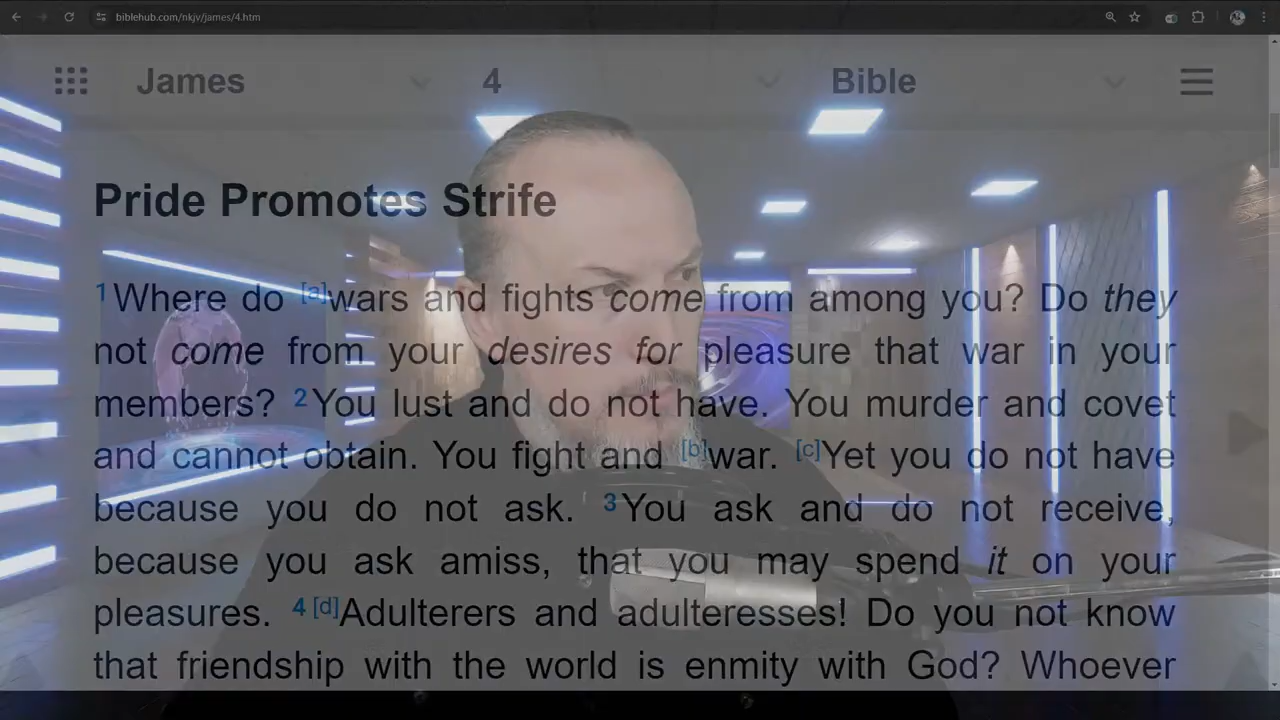 biblehub.com/nkjv/james/4.htm
James 4 Bible
Pride Promotes Strife
1 Where do [a]wars and fights come from among you? Do they
not come from your desires for pleasure that war in your
members? 2 You lust and do not have. You murder and covet
and cannot obtain. You fight and [b]war. [c]Yet you do not have
because you do not ask. 3 You ask and do not receive,
because you ask amiss, that you may spend it on your
pleasures. 4 [d]Adulterers and adulteresses! Do you not know
that friendship with the world is enmity with God? Whoever